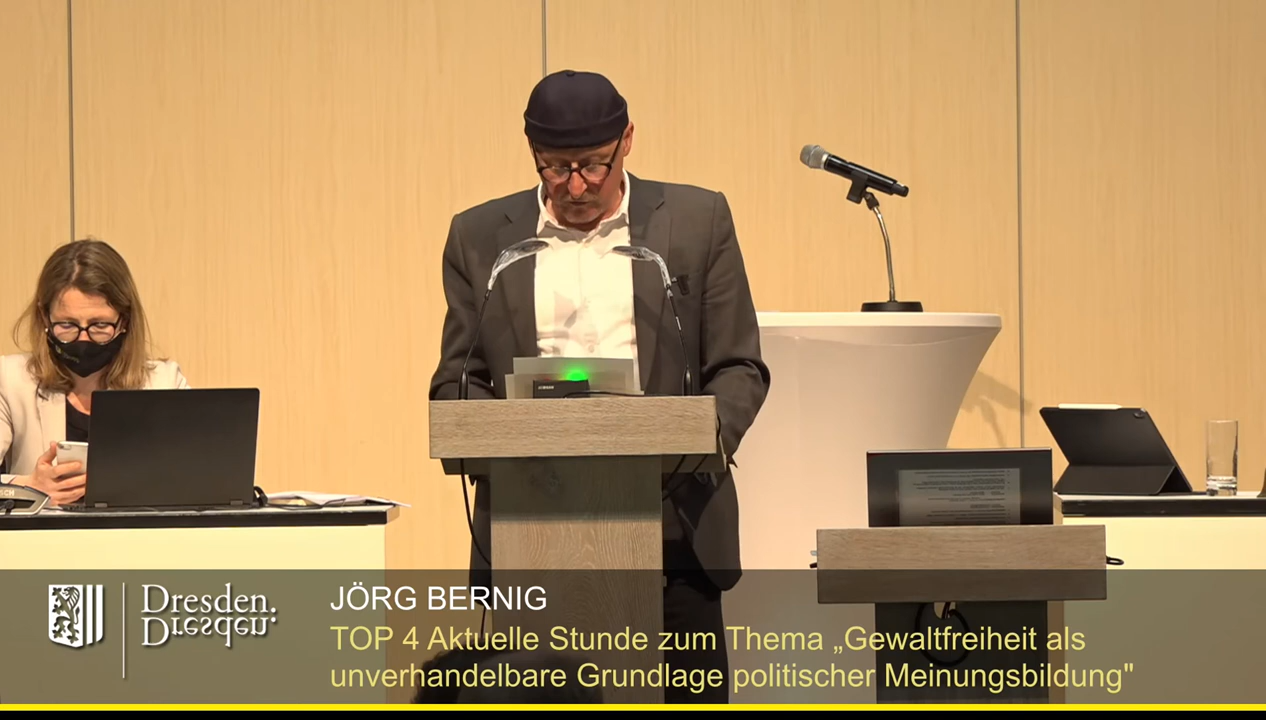 Dresden.
Dresden.
JÖRG BERNIG
TOP 4 Aktuelle Stunde zum Thema „Gewaltfreiheit als
unverhandelbare Grundlage politischer Meinungsbildung"